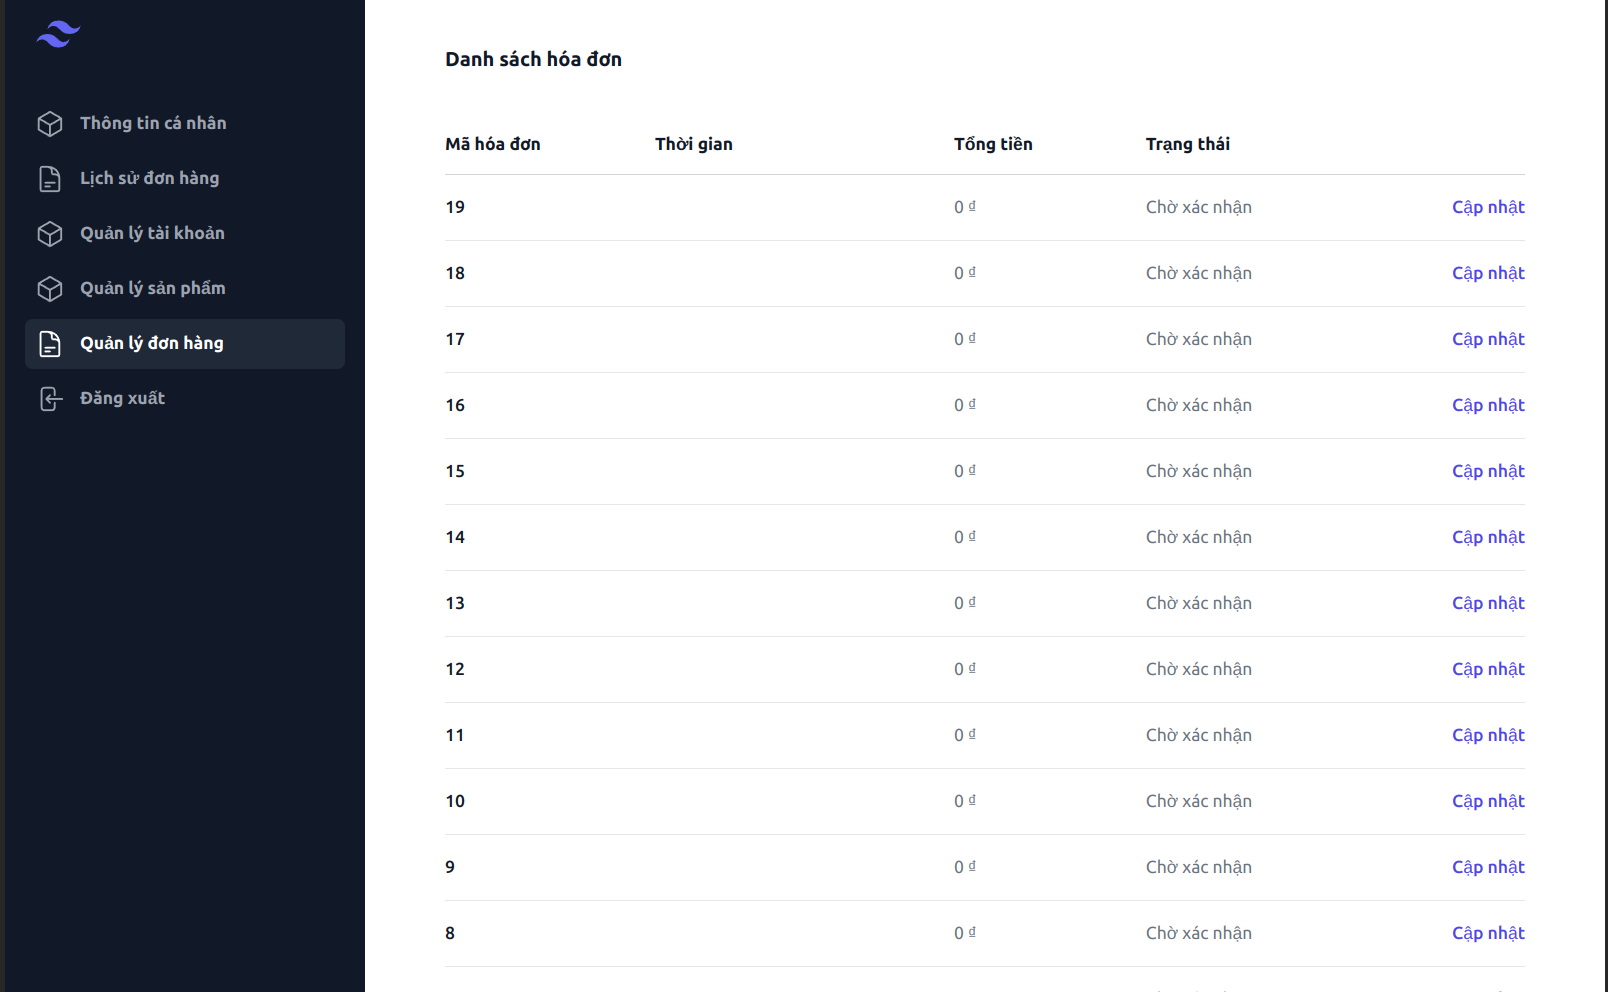 Thông tin cá nhân
Lịch sử đơn hàng
Quản lý tài khoản
Quản lý sản phẩm
Quản lý đơn hàng
Đăng xuất
Danh sách hóa đơn
Mã hóa đơn Thời gian Tổng tiền Trạng thái
19 0 ₫ Chờ xác nhận Cập nhật
18 0 ₫ Chờ xác nhận Cập nhật
17 0 ₫ Chờ xác nhận Cập nhật
16 0 ₫ Chờ xác nhận Cập nhật
15 0 ₫ Chờ xác nhận Cập nhật
14 0 ₫ Chờ xác nhận Cập nhật
13 0 ₫ Chờ xác nhận Cập nhật
12 0 ₫ Chờ xác nhận Cập nhật
11 0 ₫ Chờ xác nhận Cập nhật
10 0 ₫ Chờ xác nhận Cập nhật
9 0 ₫ Chờ xác nhận Cập nhật
8 0 ₫ Chờ xác nhận Cập nhật